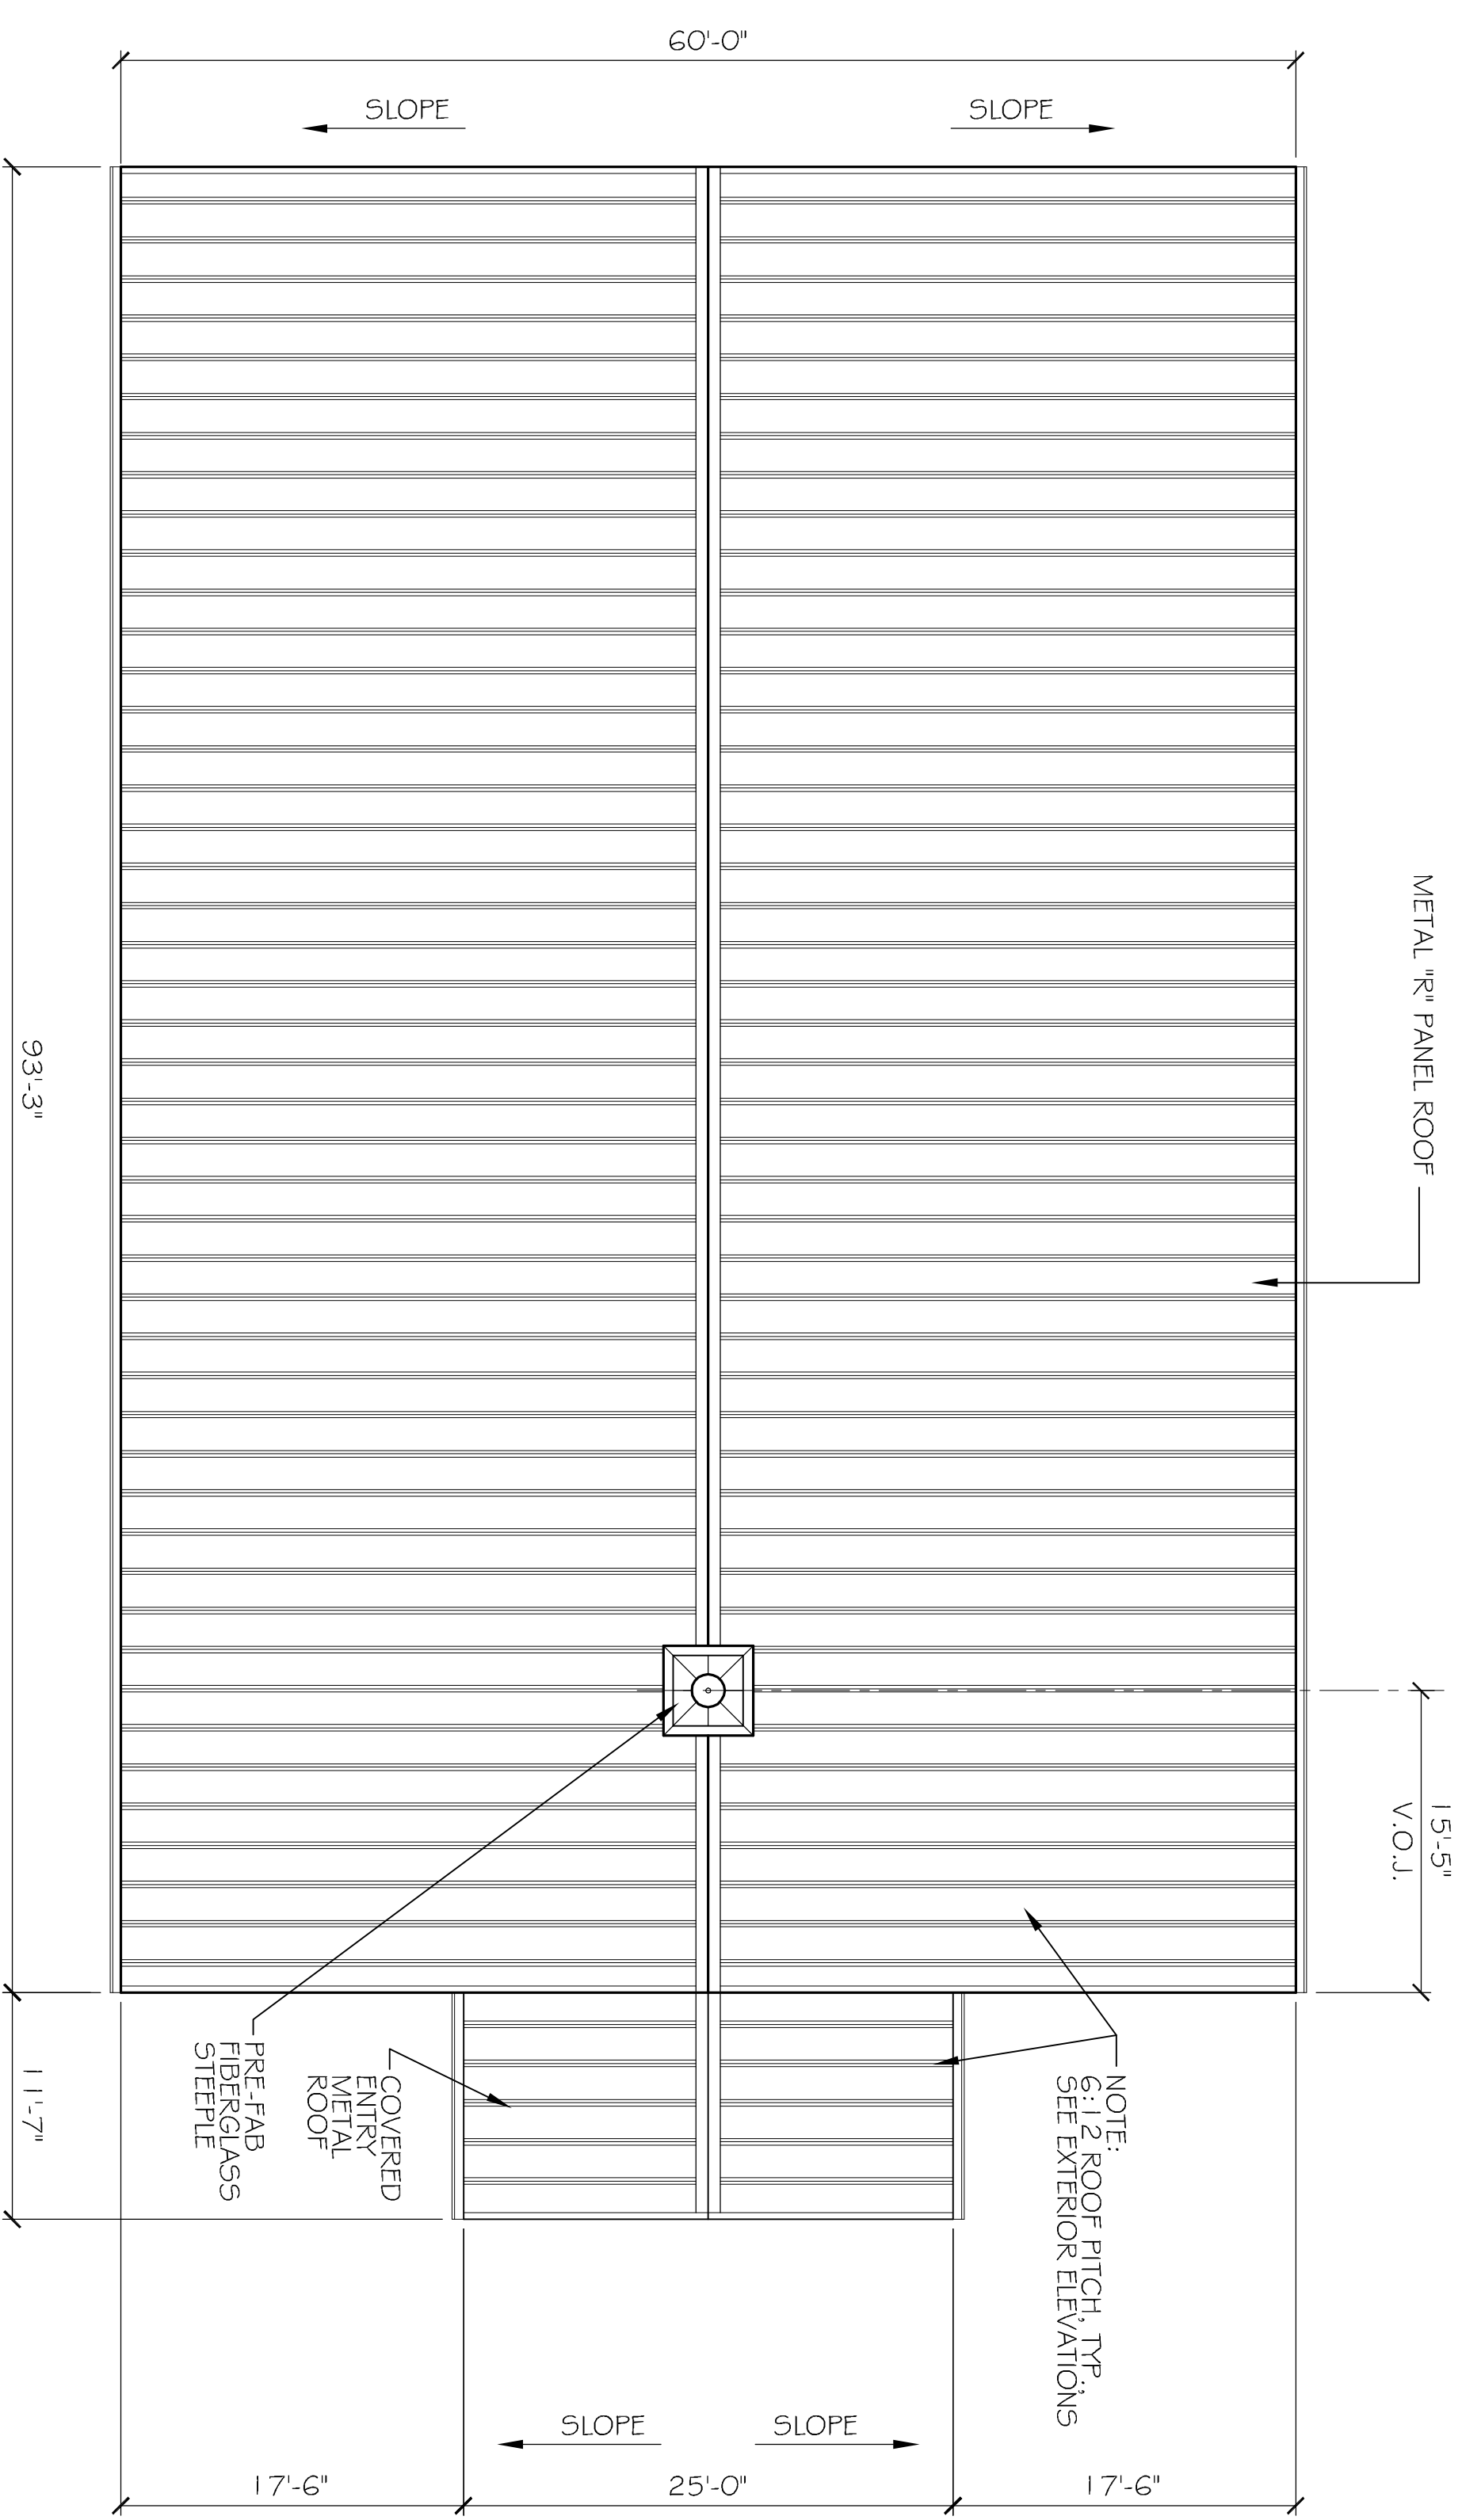 60'-0"
SLOPE
SLOPE
METAL "R" PANEL ROOF
93'-3"
15'-5"
V.O.J.
NOTE:
6:12 ROOF PITCH, TYP.,
SEE EXTERIOR ELEVATIONS
COVERED
ENTRY
METAL
ROOF
PRE-FAB
FIBERGLASS
STEEPLE
11'-7"
SLOPE
SLOPE
17'-6"
25'-0"
17'-6"